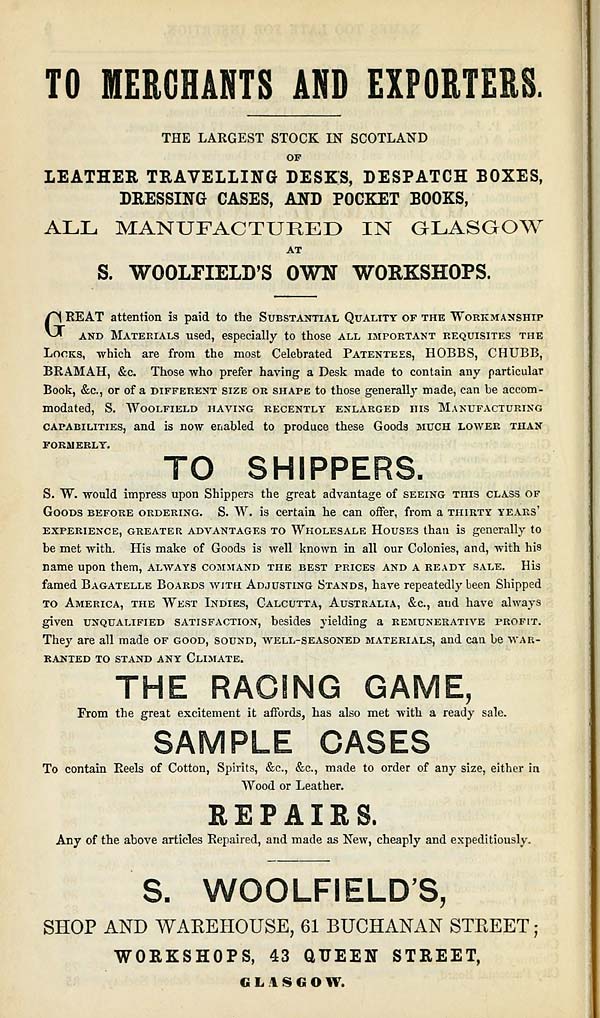 TO MERCHANTS AND EXPORTERS.
THE LARGEST STOCK IN SCOTLAND
OF
LEATHER TRAVELLING DESKS, DESPATCH BOXES,
DRESSING CASES, AND POCKET BOOKS,
ALL MANUFACTURED IN GLASGOW
AT
S. WOOLFIELD'S OWN WORKSHOPS.
GREAT attention is paid to the SUBSTANTIAL QUALITY OF THE WORKMANSHIP
AND MATERIALS used, especially to those ALL IMPORTANT REQUISITES THE
LOCKS, which are from the most Celebrated PATENTEES, HOBBS, CHUBB,
BRAMAH, &c. Those who prefer having a Desk made to contain any particular
Book, &c., or of a DIFFERENT SIZE OR SHAPE to those generally made, can be accom-
modated, S. WOOLFIELD HAVING RECENTLY ENLARGED HIS MANUFACTURING
CAPABILITIES, and is now enabled to produce these Goods MUCH LOWER THAN
FORMERLY.
TO SHIPPERS.
S. W. would impress upon Shippers the great advantage of SEEING THIS CLASS OF
GOODS BEFORE ORDERING. S. W. is certain he can offer, from a THIRTY YEARS'
EXPERIENCE, GREATER ADVANTAGES TO WHOLESALE HOUSES than is generally to
be met with. His make of Goods is well known in all our Colonies, and, with his
name upon them, ALWAYS COMMAND THE BEST PRICES AND A READY SALE. His
famed BAGATELLE BOARDS WITH ADJUSTING STANDS, have repeatedly been Shipped
TO AMERICA, THE WEST INDIES, CALCUTTA, AUSTRALIA, &c., and have always
given UNQUALIFIED SATISFACTION, besides yielding a REMUNERATIVE PROFIT.
They are all made OF GOOD, SOUND, WELL-SEASONED MATERIALS, and can be WAR-
RANTED TO STAND ANY CLIMATE.
THE RACING GAME,
From the great excitement it affords, has also met with a ready sale.
SAMPLE CASES
To contain Reels of Cotton, Spirits, &c., &c., made to order of any size, either in
Wood or Leather.
REPAIRS.
Any of the above articles Repaired, and made as New, cheaply and expeditiously.
S. WOOLFIELD'S,
SHOP AND WAREHOUSE, 61 BUCHANAN STREET;
WORKSHOPS, 43 QUEEN STREET,
GLASGOW.